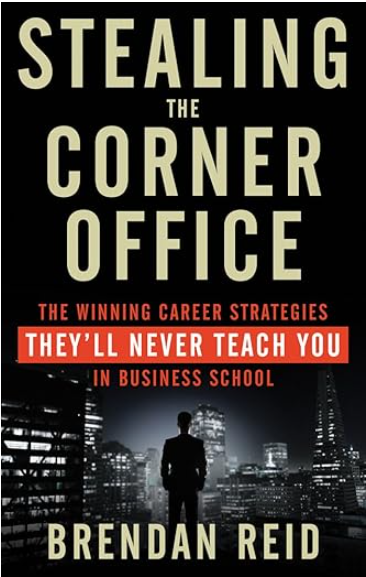 STEALING
THE
CORNER
OFFICE
THE WINNING CAREER STRATEGIES
THEY'LL NEVER TEACH YOU
IN BUSINESS SCHOOL
BRENDAN REID